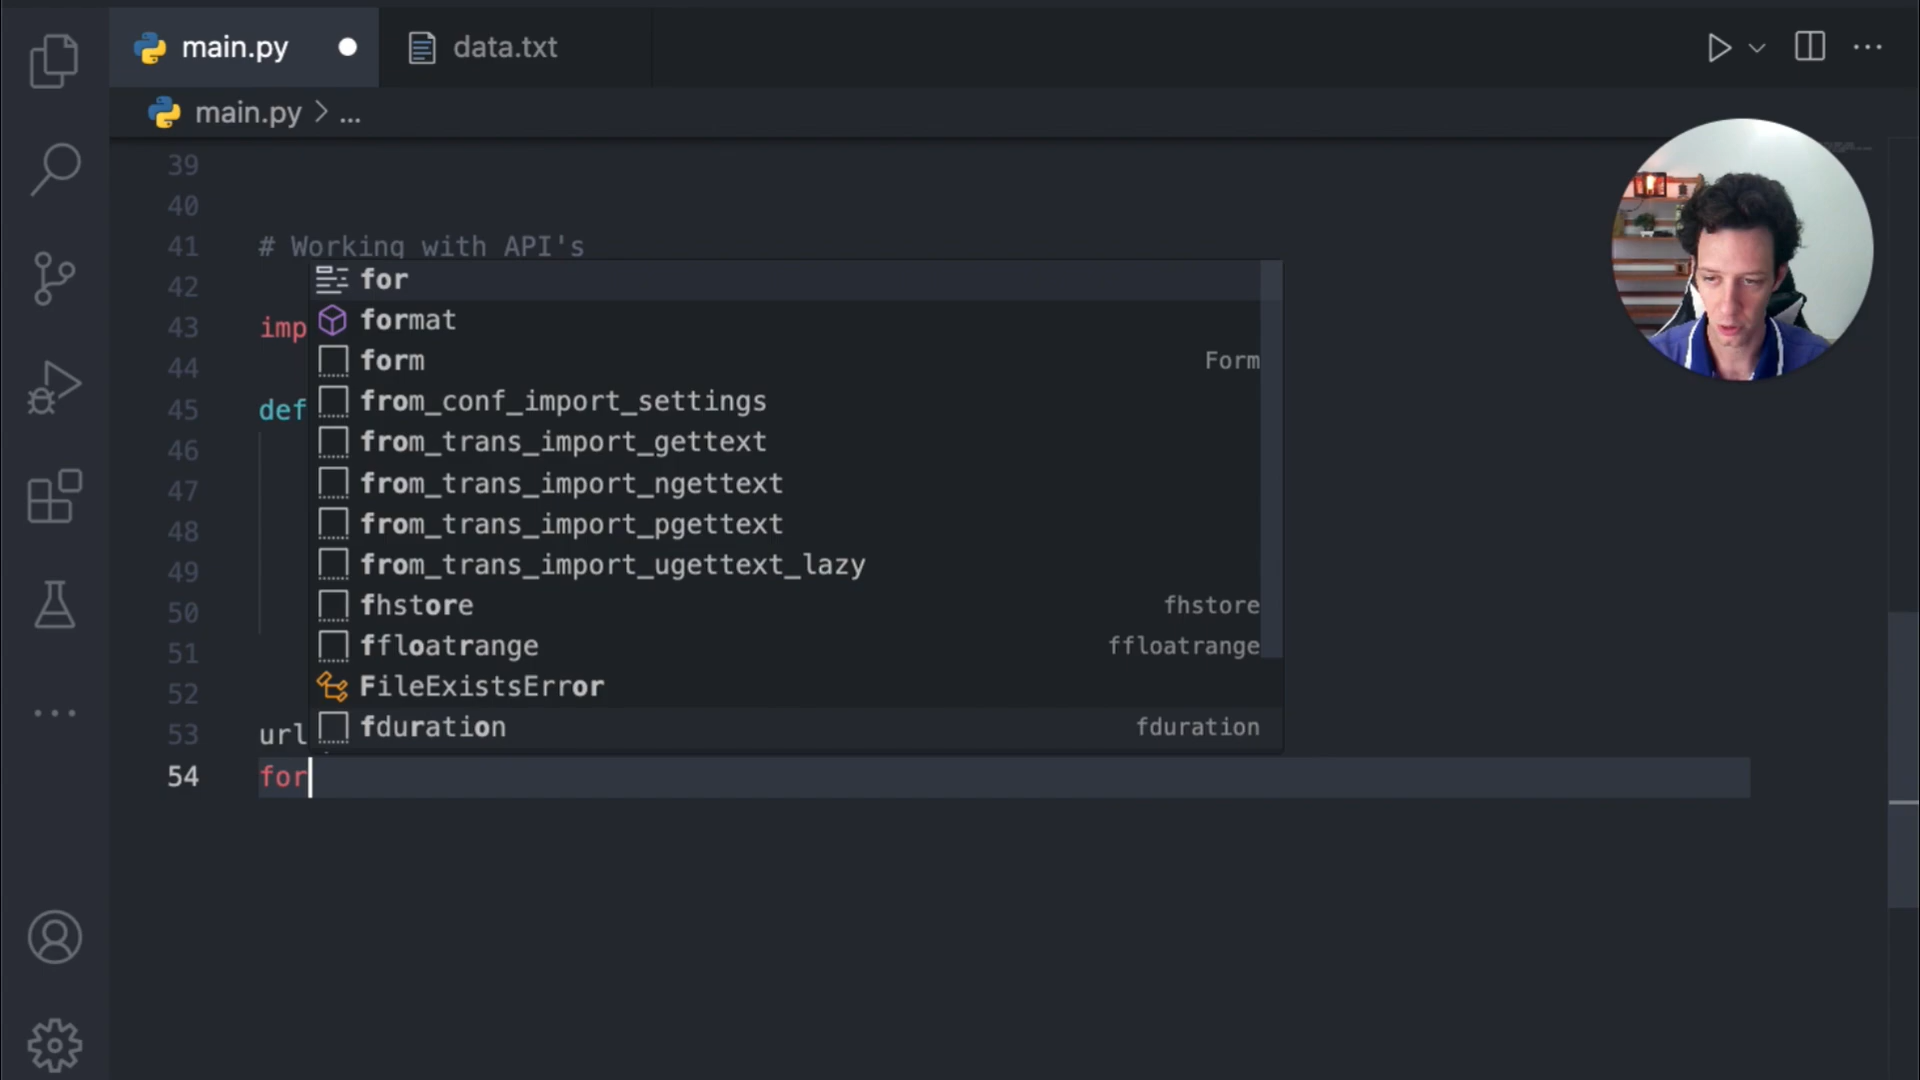 main.py
data.txt
main.py > ...
39
40
41 # Working with API's
42
43 imp
44
45 def
46
47
48
49
50
51
52
53 url
54 for
for
format
form Form
from_conf_import_settings
from_trans_import_gettext
from_trans_import_ngettext
from_trans_import_pgettext
from_trans_import_ugettext_lazy
fhstore fhstore
ffloatrange ffloatrange
FileExistsError
fduration fduration